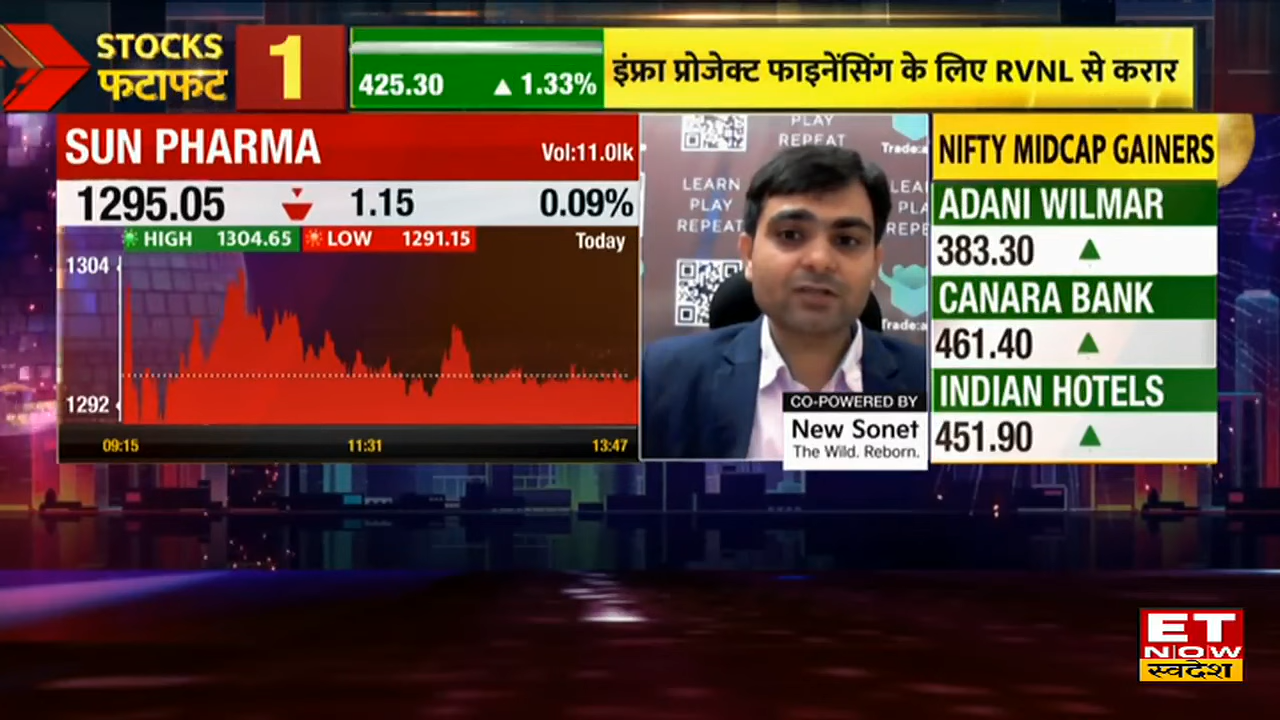 STOCKS
फटाफट
1
425.30 ▲ 1.33%
इंफ्रा प्रोजेक्ट फाइनेंसिंग के लिए RVNL से करार
SUN PHARMA
Vol:11.0lk
1295.05 ▼ 1.15 0.09%
HIGH 1304.65 LOW 1291.15 Today
1304
1292
09:15 11:31 13:47
PLAY
REPEAT
LEARN
PLAY
REPEAT
Trade:
CO-POWERED BY
New Sonet
The Wild. Reborn.
NIFTY MIDCAP GAINERS
ADANI WILMAR
383.30 ▲
CANARA BANK
461.40 ▲
INDIAN HOTELS
451.90 ▲
ET
NOW
स्वदेश